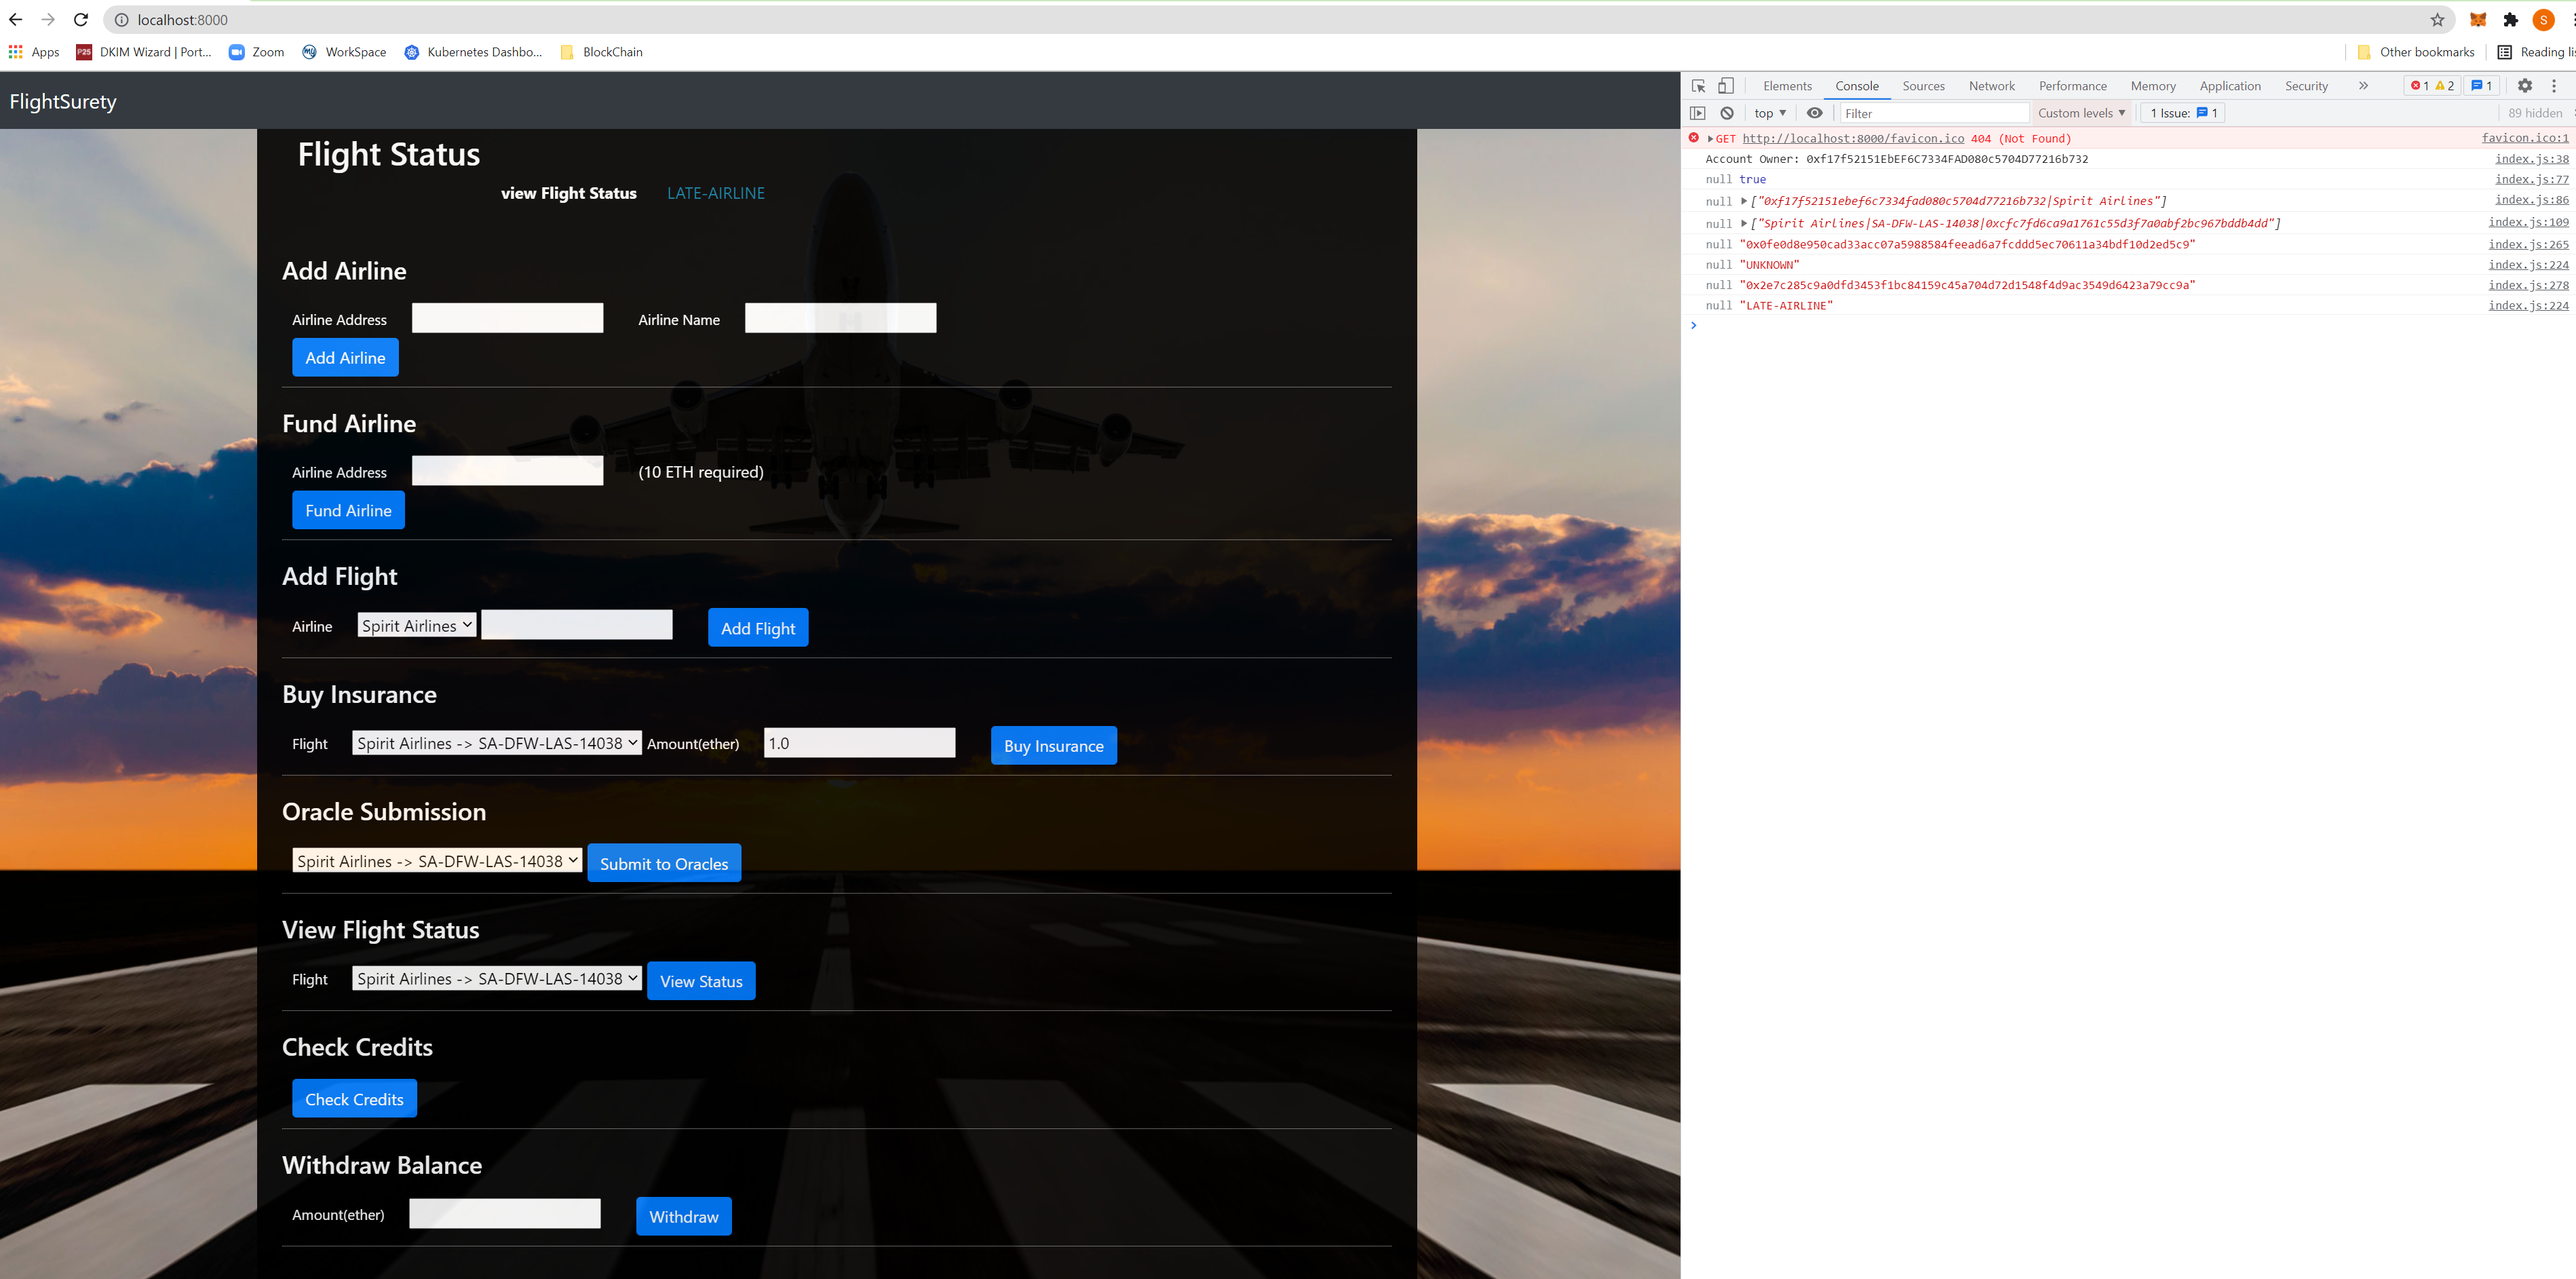 localhost:8000
S
Apps DKIM Wizard | Port... Zoom WorkSpace Kubernetes Dashbo... BlockChain Other bookmarks Reading lis
FlightSurety
Flight Status
view Flight Status LATE-AIRLINE
Add Airline
Airline Address Airline Name
Add Airline
Fund Airline
Airline Address (10 ETH required)
Fund Airline
Add Flight
Airline Spirit Airlines Add Flight
Buy Insurance
Flight Spirit Airlines -> SA-DFW-LAS-14038 Amount(ether) 1.0 Buy Insurance
Oracle Submission
Spirit Airlines -> SA-DFW-LAS-14038 Submit to Oracles
View Flight Status
Flight Spirit Airlines -> SA-DFW-LAS-14038 View Status
Check Credits
Check Credits
Withdraw Balance
Amount(ether) Withdraw
Elements Console Sources Network Performance Memory Application Security 1 2 1
top Filter Custom levels 1 Issue: 1 89 hidden
GET http://localhost:8000/favicon.ico 404 (Not Found) favicon.ico:1
Account Owner: 0xf17f52151EbEF6C7334FAD080c5704D77216b732 index.js:38
null true index.js:77
null ["0xf17f52151ebef6c7334fad080c5704d77216b732|Spirit Airlines"] index.js:86
null ["Spirit Airlines|SA-DFW-LAS-14038|0xcfc7fd6ca9a1761c55d3f7a0abf2bc967bddb4dd"] index.js:109
null "0x0fe0d8e950cad33acc07a5988584feead6a7fcddd5ec70611a34bdf10d2ed5c9" index.js:265
null "UNKNOWN" index.js:224
null "0x2e7c285c9a0dfd3453f1bc84159c45a704d72d1548f4d9ac3549d6423a79cc9a" index.js:278
null "LATE-AIRLINE" index.js:224